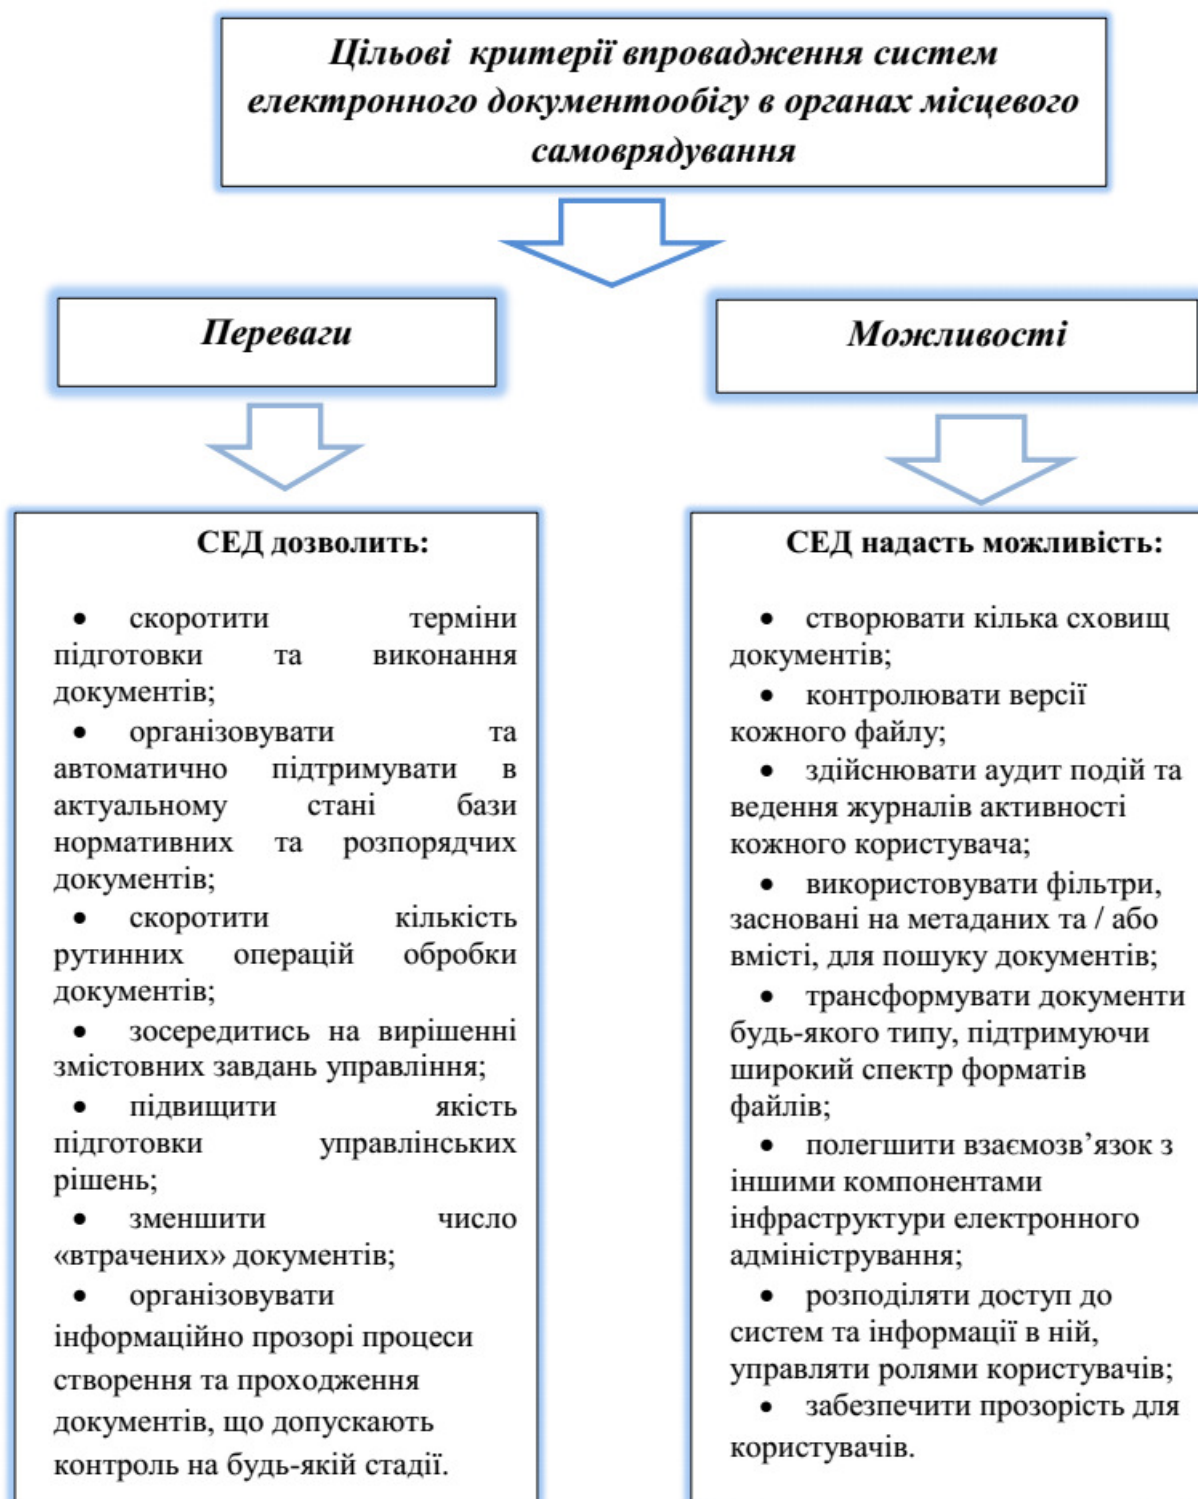 Цільові критерії впровадження систем
електронного документообігу в органах місцевого
самоврядування
Переваги
Можливості
СЕД дозволить:
• скоротити терміни
підготовки та виконання
документів;
• організовувати та
автоматично підтримувати в
актуальному стані бази
нормативних та розпорядчих
документів;
• скоротити кількість
рутинних операцій обробки
документів;
• зосередитись на вирішенні
змістовних завдань управління;
• підвищити якість
підготовки управлінських
рішень;
• зменшити число
«втрачених» документів;
• організовувати
інформаційно прозорі процеси
створення та проходження
документів, що допускають
контроль на будь-якій стадії.
СЕД надасть можливість:
• створювати кілька сховищ
документів;
• контролювати версії
кожного файлу;
• здійснювати аудит подій та
ведення журналів активності
кожного користувача;
• використовувати фільтри,
засновані на метаданих та / або
вмісті, для пошуку документів;
• трансформувати документи
будь-якого типу, підтримуючи
широкий спектр форматів
файлів;
• полегшити взаємозв’язок з
іншими компонентами
інфраструктури електронного
адміністрування;
• розподіляти доступ до
систем та інформації в ній,
управляти ролями користувачів;
• забезпечити прозорість для
користувачів.